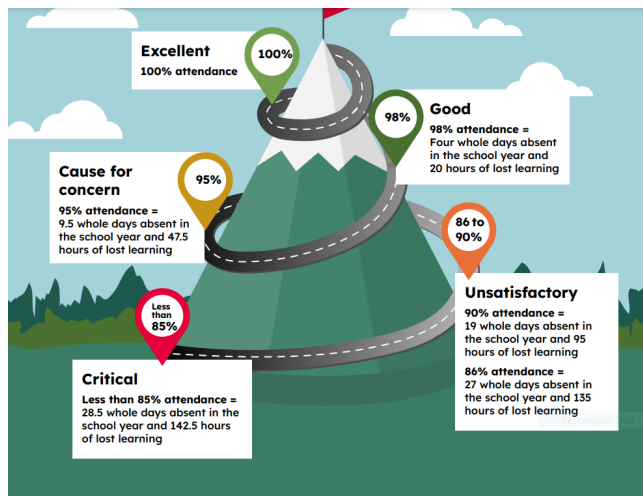 Excellent
100% attendance
100%
98%
Good
98% attendance =
Four whole days absent
in the school year and
20 hours of lost learning
Cause for
concern
95% attendance =
9.5 whole days absent in
the school year and 47.5
hours of lost learning
95%
86 to
90%
Unsatisfactory
90% attendance =
19 whole days absent
in the school year and 95
hours of lost learning
86% attendance =
27 whole days absent in
the school year and 135
hours of lost learning
Less
than
85%
Critical
Less than 85% attendance =
28.5 whole days absent in the
school year and 142.5 hours
of lost learning
Rectangular Snip